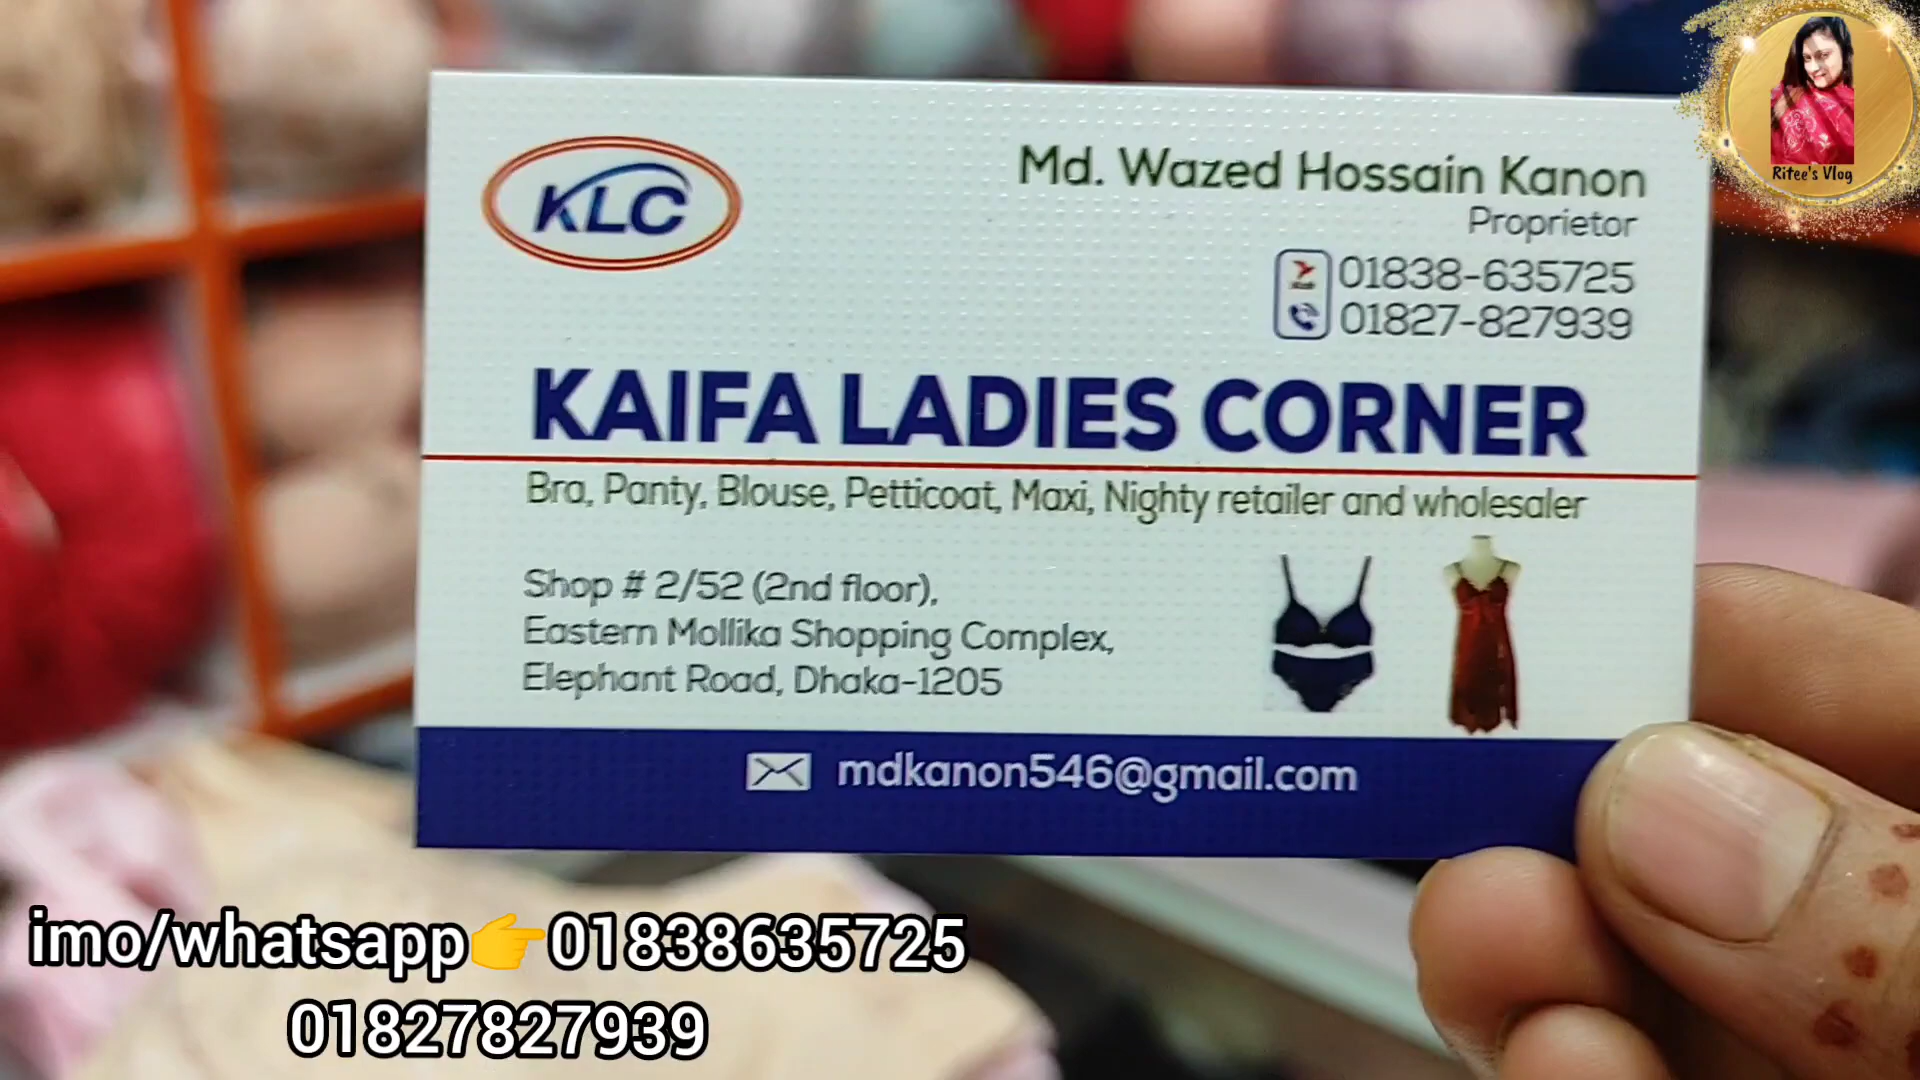 KLC
Md. Wazed Hossain Kanon
Proprietor
01838-635725
01827-827939
KAIFA LADIES CORNER
Bra, Panty, Blouse, Petticoat, Maxi, Nighty retailer and wholesaler
Shop # 2/52 (2nd floor),
Eastern Mollika Shopping Complex,
Elephant Road, Dhaka-1205
mdkanon546@gmail.com
Ritee's Vlog
imo/whatsapp👉01838635725
01827827939